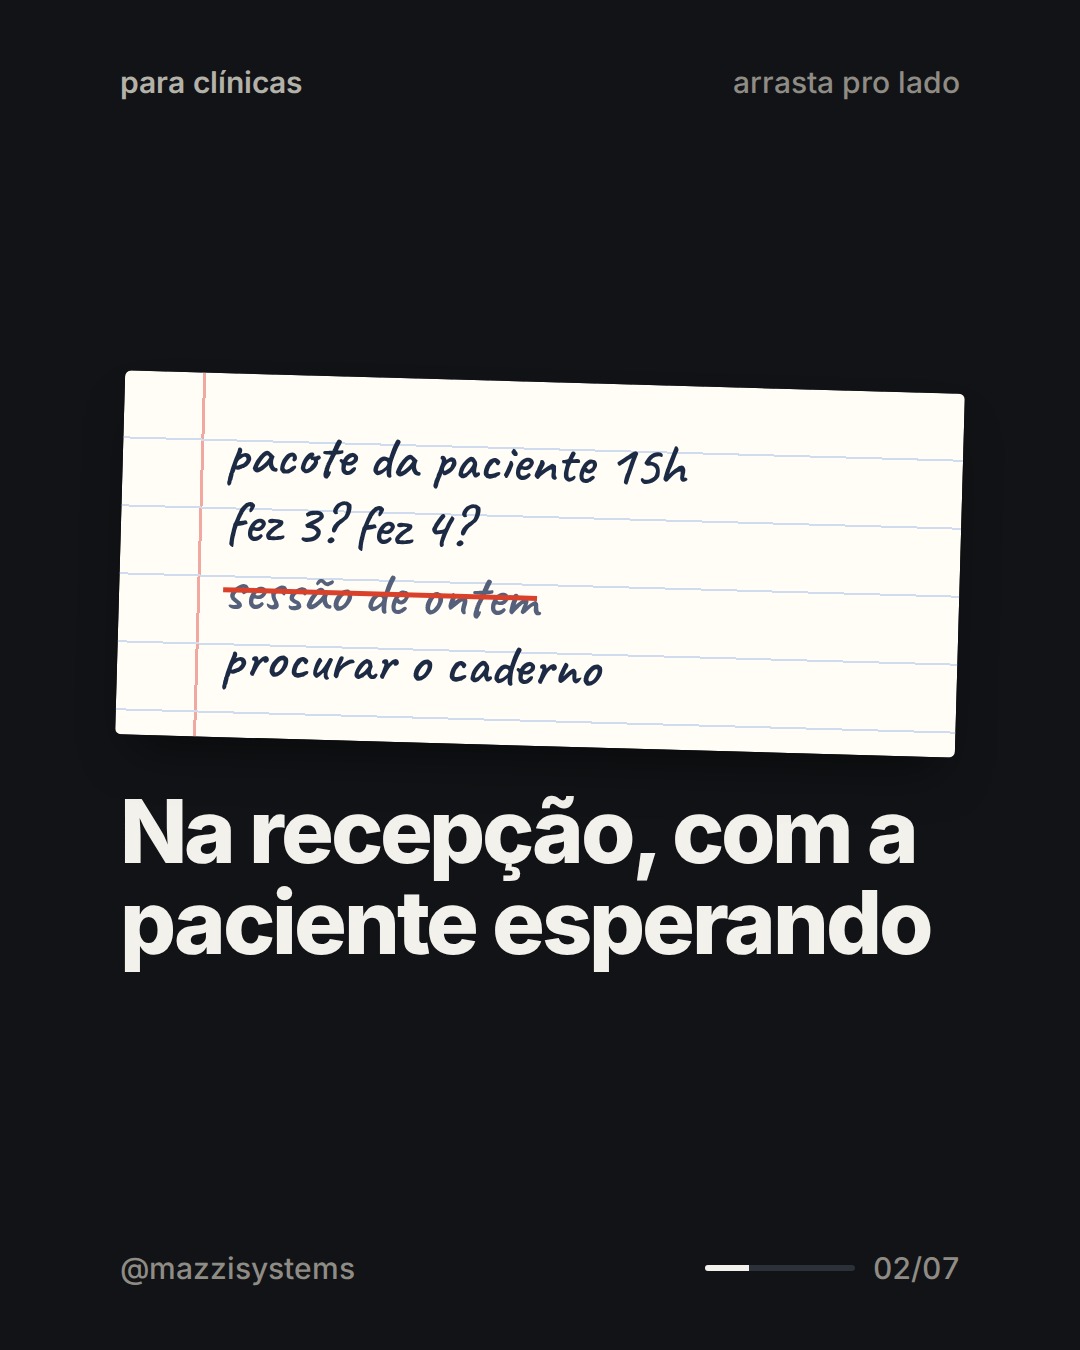 para clínicas
arrasta pro lado
pacote da paciente 15h
fez 3? fez 4?
sessão de ontem
procurar o caderno
Na recepção, com a
paciente esperando
@mazzisystems
02/07